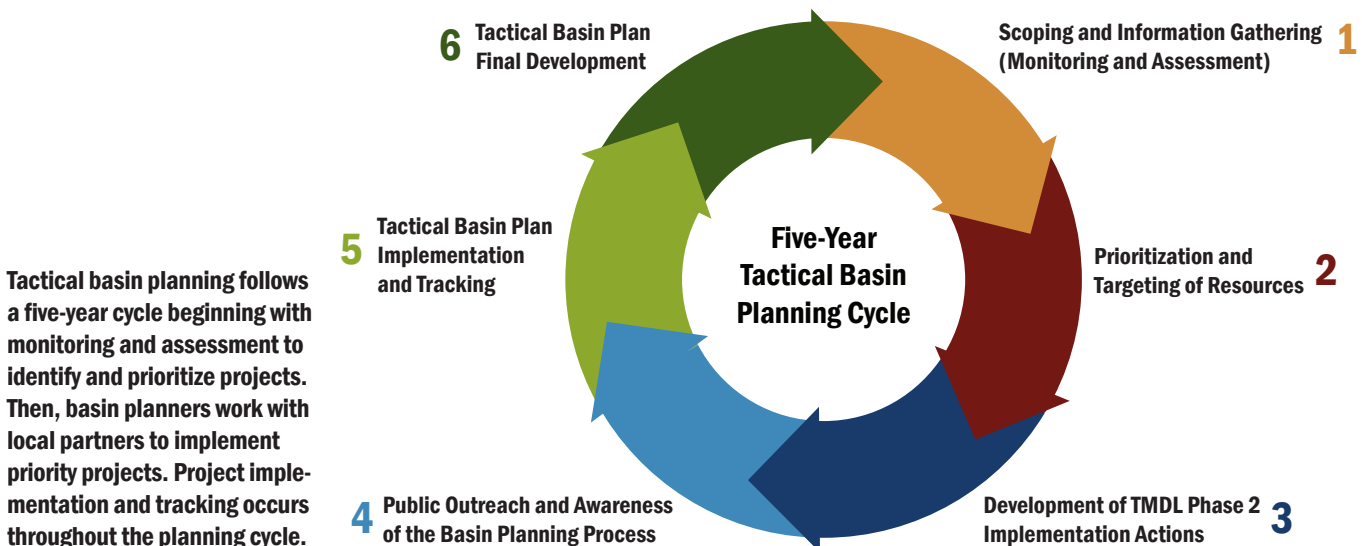 Tactical basin planning follows
a five-year cycle beginning with
monitoring and assessment to
identify and prioritize projects.
Then, basin planners work with
local partners to implement
priority projects. Project imple-
mentation and tracking occurs
throughout the planning cycle.
Five-Year
Tactical Basin
Planning Cycle
Scoping and Information Gathering 1
(Monitoring and Assessment)
Prioritization and
Targeting of Resources 2
Development of TMDL Phase 2
Implementation Actions 3
4 Public Outreach and Awareness
of the Basin Planning Process
5 Tactical Basin Plan
Implementation
and Tracking
6 Tactical Basin Plan
Final Development